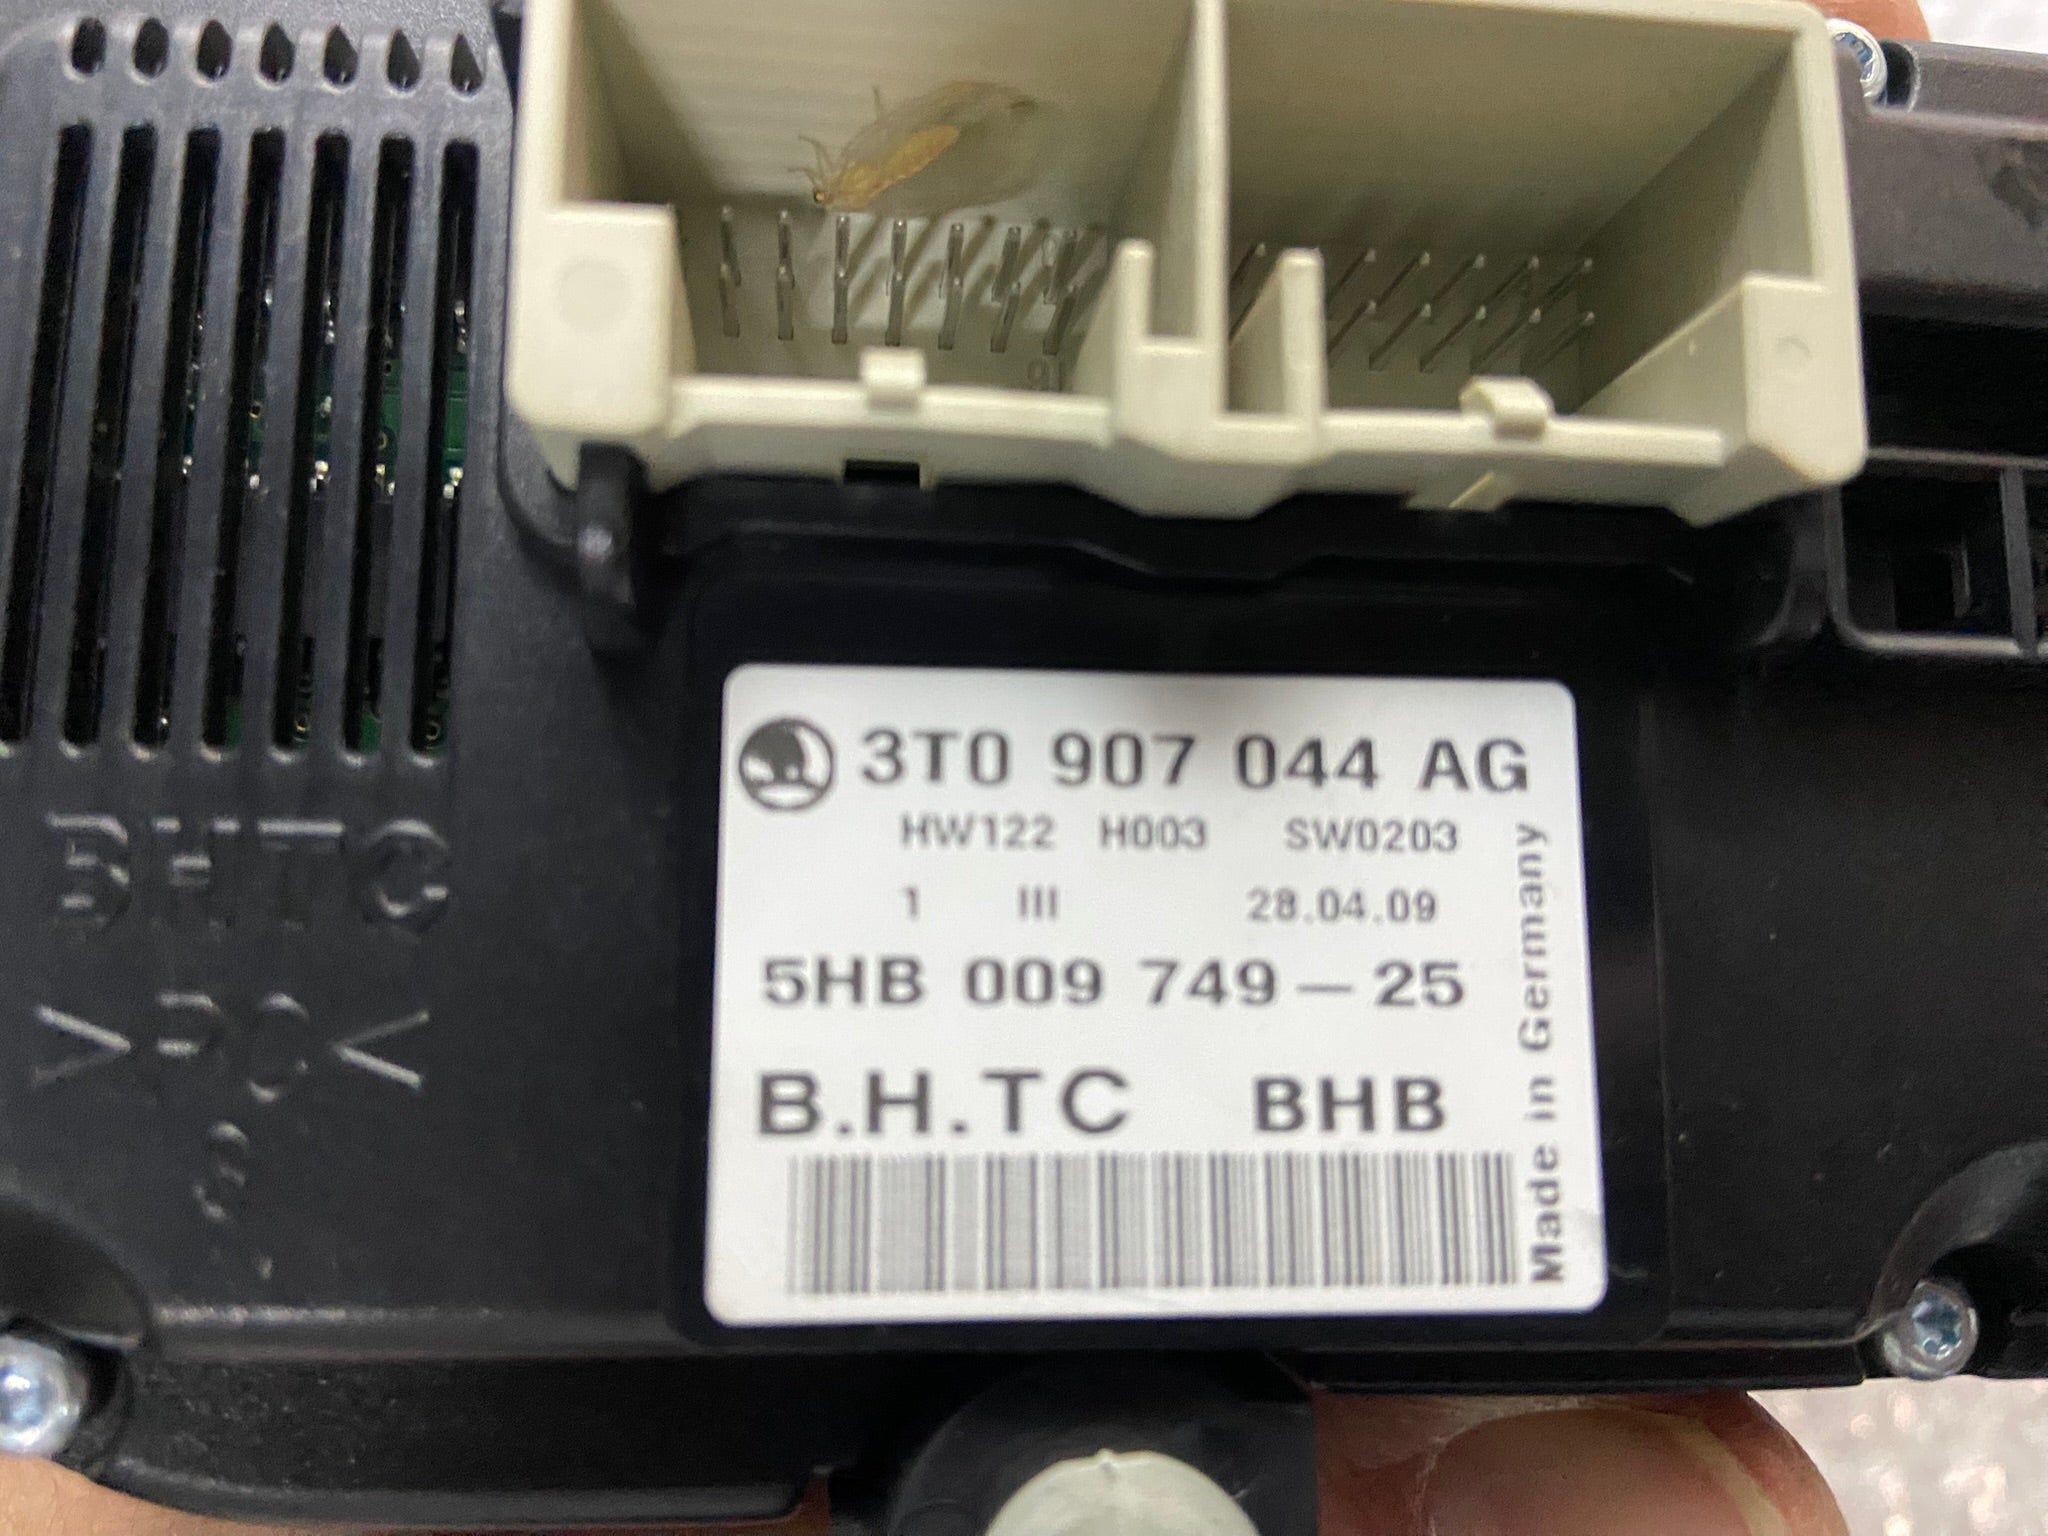 3T0 907 044 AG
HW122 H003 SW0203
1 III 28.04.09
5HB 009 749-25
B.H.TC BHB
Made in Germany
BHTC